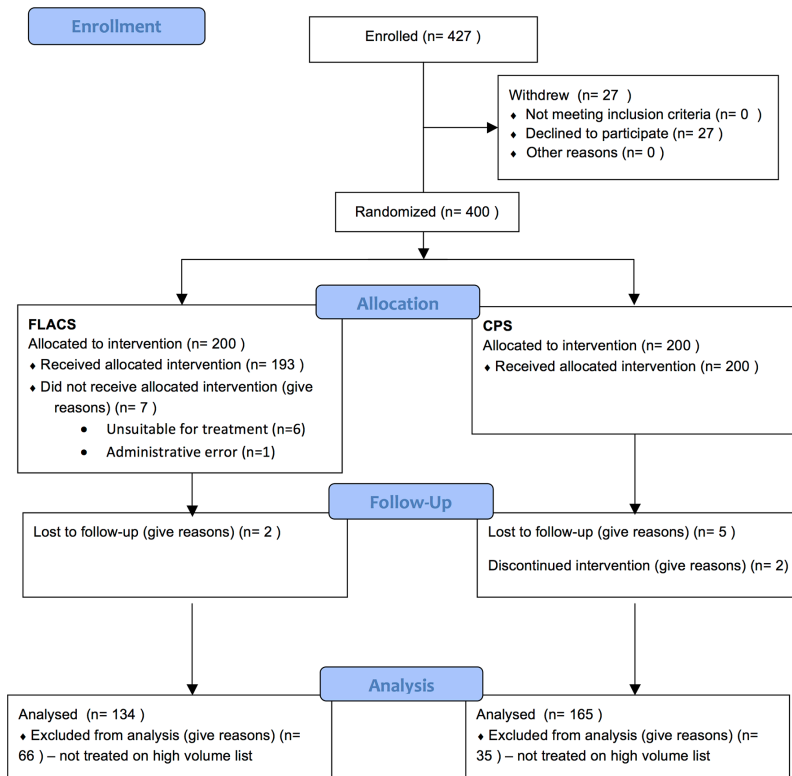 Enrollment
Enrolled (n= 427 )
Withdrew (n= 27 )
♦ Not meeting inclusion criteria (n= 0 )
♦ Declined to participate (n= 27 )
♦ Other reasons (n= 0 )
Randomized (n= 400 )
Allocation
FLACS
Allocated to intervention (n= 200 )
♦ Received allocated intervention (n= 193 )
♦ Did not receive allocated intervention (give
reasons) (n= 7 )
● Unsuitable for treatment (n=6)
● Administrative error (n=1)
CPS
Allocated to intervention (n= 200 )
♦ Received allocated intervention (n= 200 )
Follow-Up
Lost to follow-up (give reasons) (n= 2 )
Lost to follow-up (give reasons) (n= 5 )
Discontinued intervention (give reasons) (n= 2)
Analysis
Analysed (n= 134 )
♦ Excluded from analysis (give reasons) (n=
66 ) – not treated on high volume list
Analysed (n= 165 )
♦ Excluded from analysis (give reasons) (n=
35 ) – not treated on high volume list